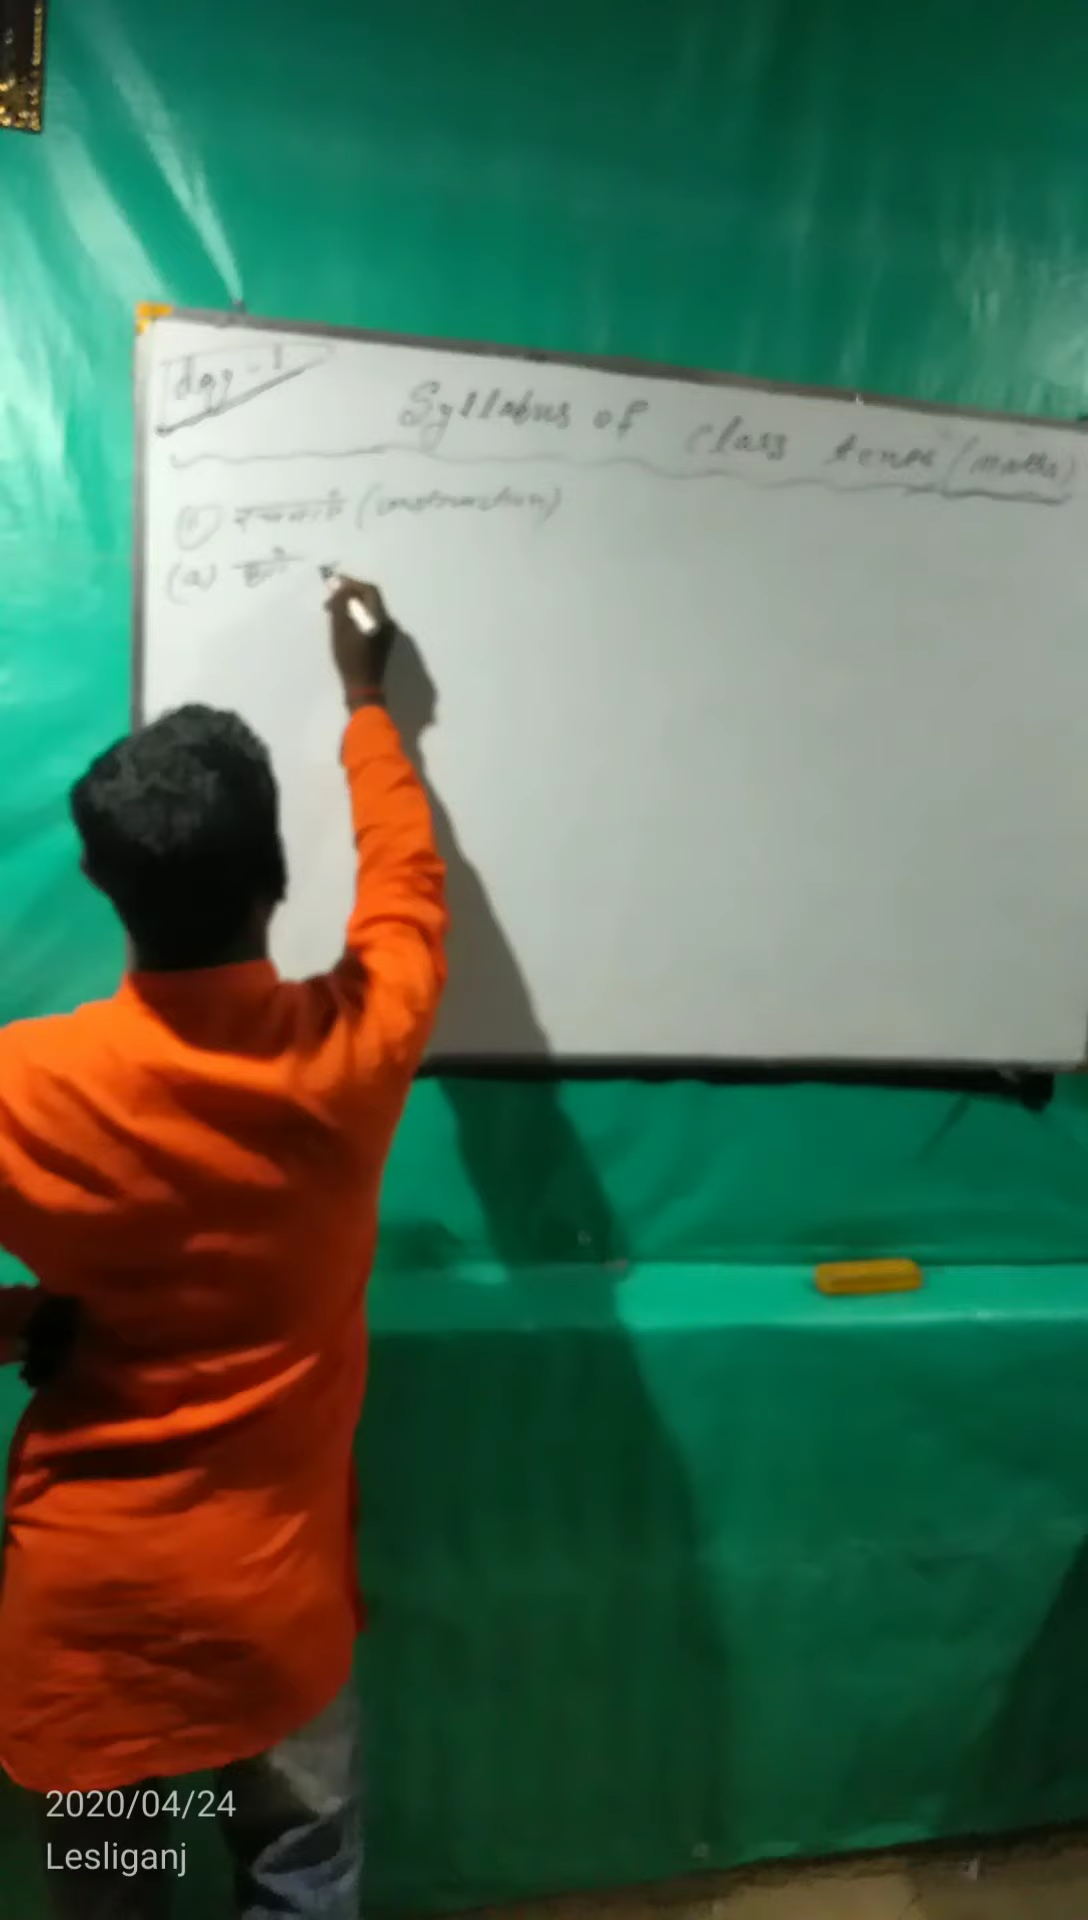 day-1
Syllabus of class tenth (maths)
रचनाएँ (construction)
(a)
2020/04/24
Lesliganj